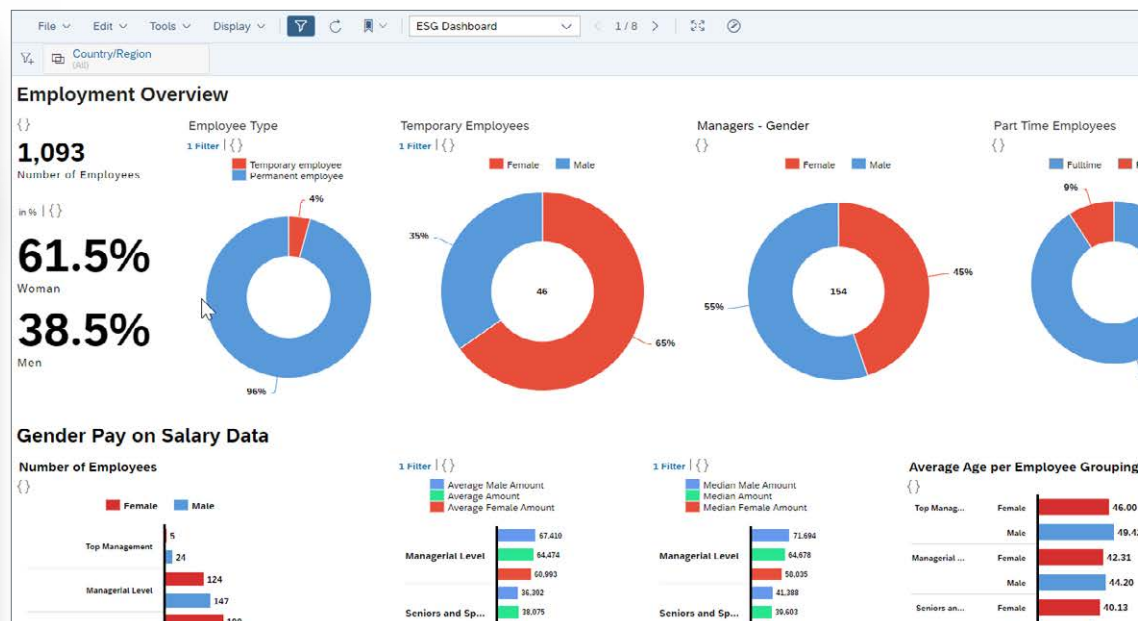 File Edit Tools Display ESG Dashboard 1 / 8
Country/Region
(All)
Employment Overview
{} Employee Type Temporary Employees Managers - Gender Part Time Employees
1,093 1 Filter | {} 1 Filter | {} {} {}
Number of Employees Temporary employee Female Male Female Male Fulltime
Permanent employee
in % | {} 4% 9%
61.5%
Woman
35% 46 65%
55% 154 45%
38.5%
Men
96%
Gender Pay on Salary Data
Number of Employees 1 Filter | {} 1 Filter | {} Average Age per Employee Grouping
{} Average Male Amount Median Male Amount {}
Female Male Average Amount Median Amount
Average Female Amount Median Female Amount
Top Manag... Female 46.00
Male
Top Management 5
24
Managerial Level 67,410
64,474
60,993
Managerial Level 71,694
64,678
58,035
Managerial ... Female 42.31
Male 44.20
Managerial Level 124
147
Seniors and Sp... 36,302
38,075
Seniors and Sp... 41,388
39,603
Seniors an... Female 40.13